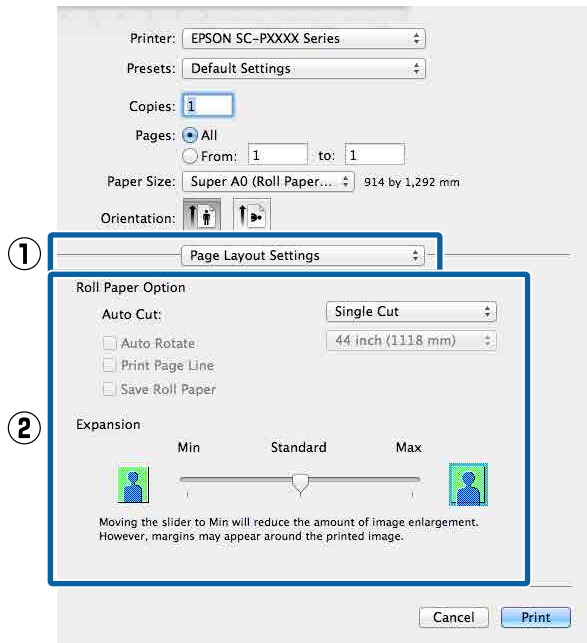 Printer: EPSON SC-PXXXX Series
Presets: Default Settings
Copies: 1
Pages: All
From: 1 to: 1
Paper Size: Super A0 (Roll Paper... 914 by 1,292 mm
Orientation:
① Page Layout Settings
Roll Paper Option
Auto Cut: Single Cut
Auto Rotate 44 inch (1118 mm)
Print Page Line
Save Roll Paper
② Expansion
Min Standard Max
Moving the slider to Min will reduce the amount of image enlargement.
However, margins may appear around the printed image.
Cancel Print